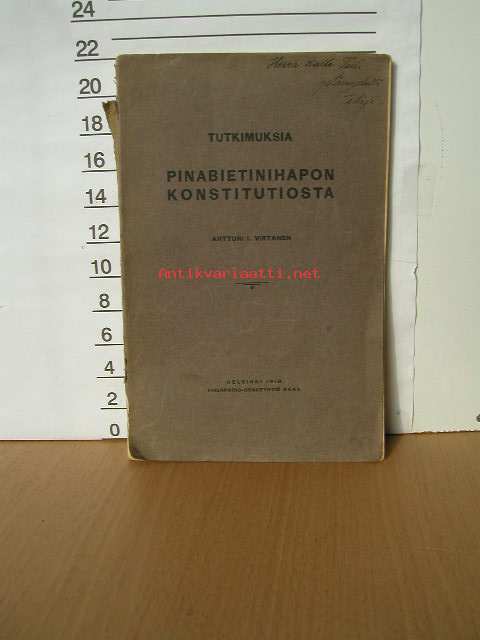 24
22
20
18
16
14
12
10
8
6
4
2
0
TUTKIMUKSIA
PINABIETINIHAPON
KONSTITUTIOSTA
ARTTURI I. VIRTANEN
Antikvariaatti.net
HELSINKI 1919